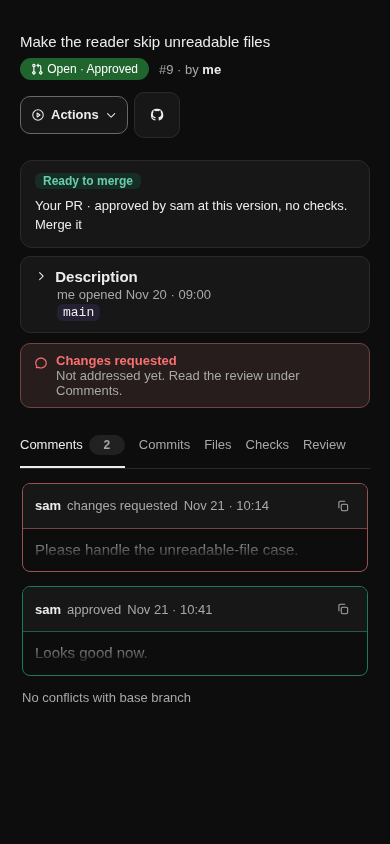 Make the reader skip unreadable files
Open · Approved #9 · by me
Actions
Ready to merge
Your PR · approved by sam at this version, no checks.
Merge it
Description
me opened Nov 20 · 09:00
main
Changes requested
Not addressed yet. Read the review under
Comments.
Comments 2 Commits Files Checks Review
sam changes requested Nov 21 · 10:14
Please handle the unreadable-file case.
sam approved Nov 21 · 10:41
Looks good now.
No conflicts with base branch